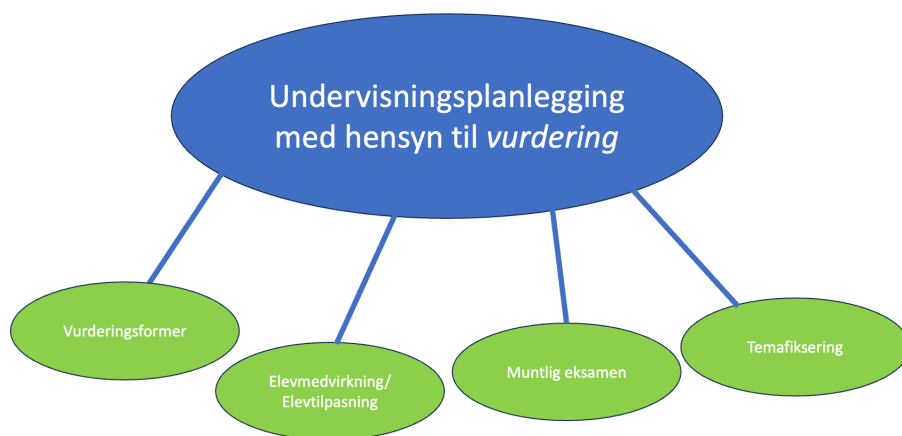 Undervisningsplanlegging
med hensyn til vurdering
Vurderingsformer
Elevmedvirkning/
Elevtilpasning
Muntlig eksamen
Temafiksering